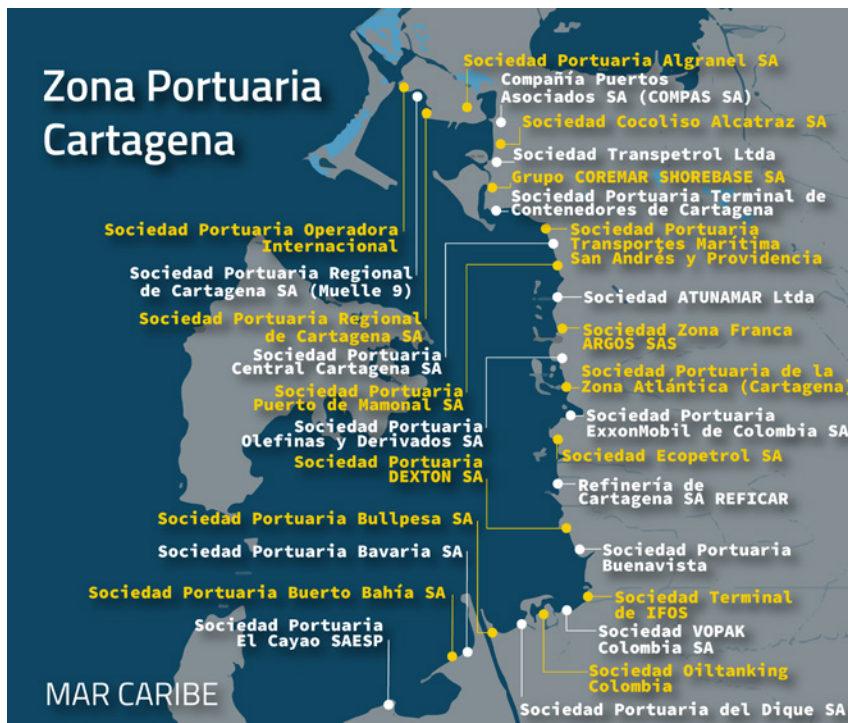 Zona Portuaria
Cartagena
Sociedad Portuaria Algranel SA
Compañía Puertos
Asociados SA (COMPAS SA)
Sociedad Cocoliso Alcatraz SA
Sociedad Transpetrol Ltda
Grupo COREMAR SHOREBASE SA
Sociedad Portuaria Terminal de
Contenedores de Cartagena
Sociedad Portuaria
Transportes Marítima
San Andrés y Providencia
Sociedad ATUNAMAR Ltda
Sociedad Zona Franca
ARGOS SAS
Sociedad Portuaria de la
Zona Atlántica (Cartagena)
Sociedad Portuaria
ExxonMobil de Colombia SA
Sociedad Ecopetrol SA
Refinería de
Cartagena SA REFICAR
Sociedad Portuaria
Buenavista
Sociedad Terminal
de IFOS
Sociedad VOPAK
Colombia SA
Sociedad Oiltanking
Colombia
Sociedad Portuaria del Dique SA
Sociedad Portuaria Operadora
Internacional
Sociedad Portuaria Regional
de Cartagena SA (Muelle 9)
Sociedad Portuaria Regional
de Cartagena SA
Sociedad Portuaria
Central Cartagena SA
Sociedad Portuaria
Puerto de Mamonal SA
Sociedad Portuaria
Olefinas y Derivados SA
Sociedad Portuaria
DEXTON SA
Sociedad Portuaria Bullpesa SA
Sociedad Portuaria Bavaria SA
Sociedad Portuaria Buerto Bahía SA
Sociedad Portuaria
El Cayao SAESP
MAR CARIBE